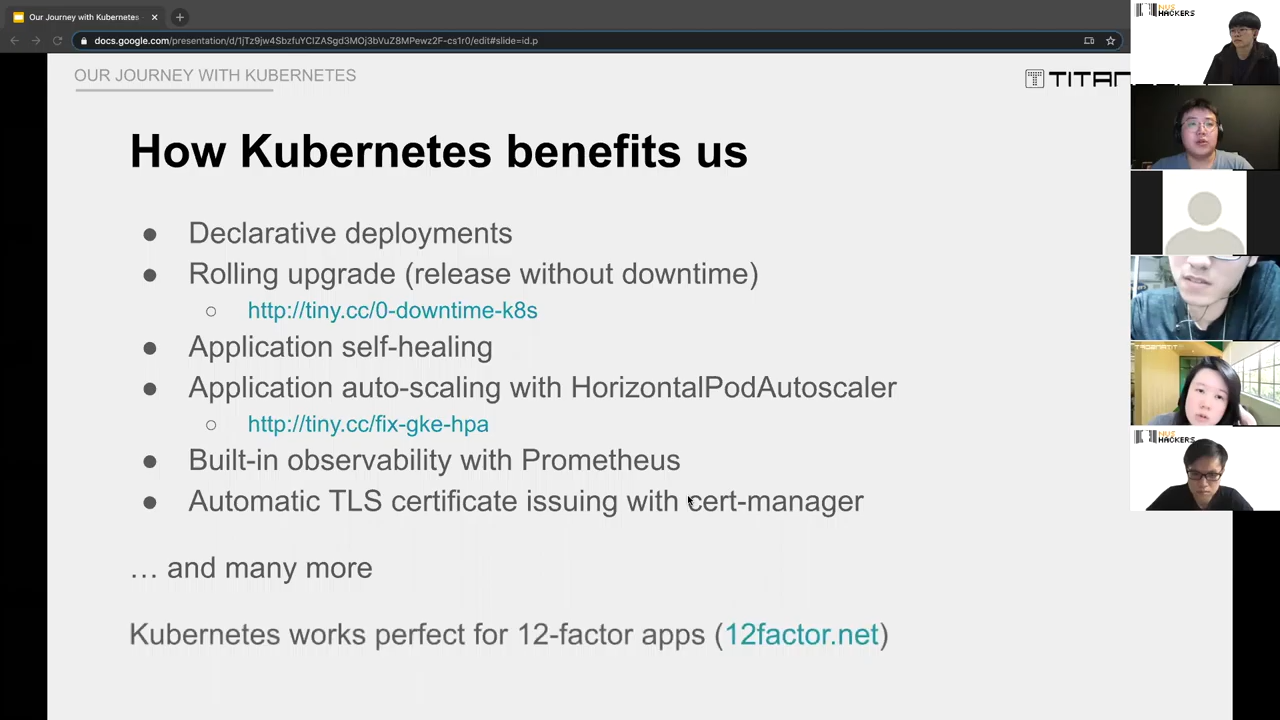 Our Journey with Kubernetes
docs.google.com/presentation/d/1jTz9jw4SbzfuYCIZASgd3MOj3bVuZ8MPewz2F-cs1r0/edit#slide=id.p
OUR JOURNEY WITH KUBERNETES
TITAN
How Kubernetes benefits us
● Declarative deployments
● Rolling upgrade (release without downtime)
○ http://tiny.cc/0-downtime-k8s
● Application self-healing
● Application auto-scaling with HorizontalPodAutoscaler
○ http://tiny.cc/fix-gke-hpa
● Built-in observability with Prometheus
● Automatic TLS certificate issuing with cert-manager
… and many more
Kubernetes works perfect for 12-factor apps (12factor.net)
NUS
HACKERS
NUS
HACKERS